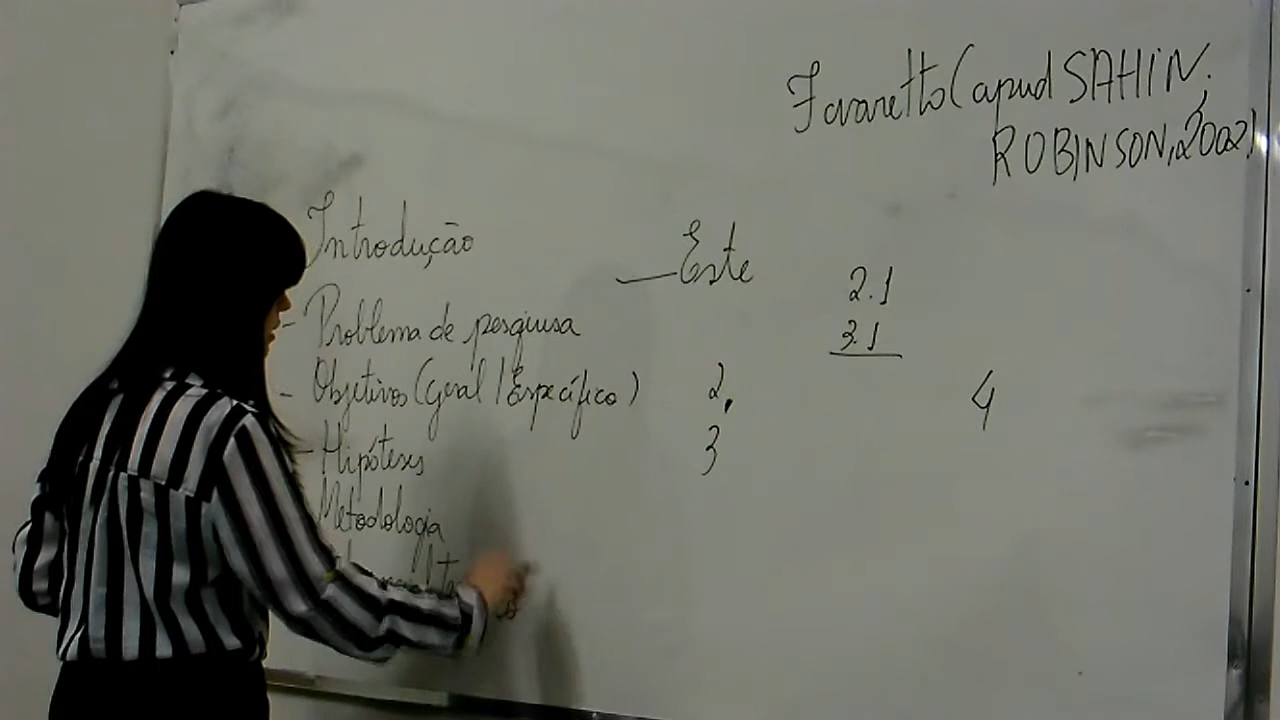 Favaretto (apud SAHIN;
ROBINSON, 2002)
Introdução
- Problema de pesquisa
- Objetivos (geral / Específico)
- Hipóteses
Metodologia
Este
2.
3
2.1
3.1
4